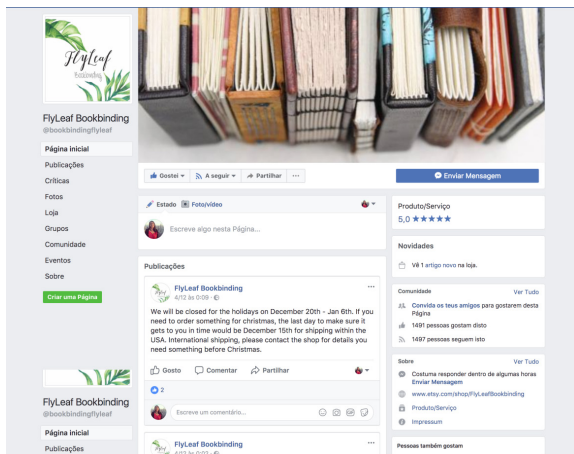 FlyLeaf
Bookbinding
FlyLeaf Bookbinding
@bookbindingflyleaf
Página inicial
Publicações
Críticas
Fotos
Loja
Grupos
Comunidade
Eventos
Sobre
Criar uma Página
FlyLeaf Bookbinding
@bookbindingflyleaf
Página inicial
Publicações
Gostei
A seguir
Partilhar
Enviar Mensagem
Estado
Foto/vídeo
Escreve algo nesta Página...
Publicações
FlyLeaf Bookbinding
4/12 às 0:09
We will be closed for the holidays on December 20th - Jan 6th. If you
need to order something for christmas, the last day to make sure it
gets to you in time would be December 15th for shipping within the
USA. International shipping, please contact the shop for details you
need something before Christmas.
Gosto
Comentar
Partilhar
2
Escreve um comentário...
GIF
FlyLeaf Bookbinding
4/12 às 0:03
Produto/Serviço
5,0 ★★★★★
Novidades
Vê 1 artigo novo na loja.
Comunidade
Ver Tudo
Convida os teus amigos para gostarem desta
Página
1491 pessoas gostam disto
1497 pessoas seguem isto
Sobre
Ver Tudo
Costuma responder dentro de algumas horas
Enviar Mensagem
www.etsy.com/shop/FlyLeafBookbinding
Produto/Serviço
Impressum
Pessoas também gostam